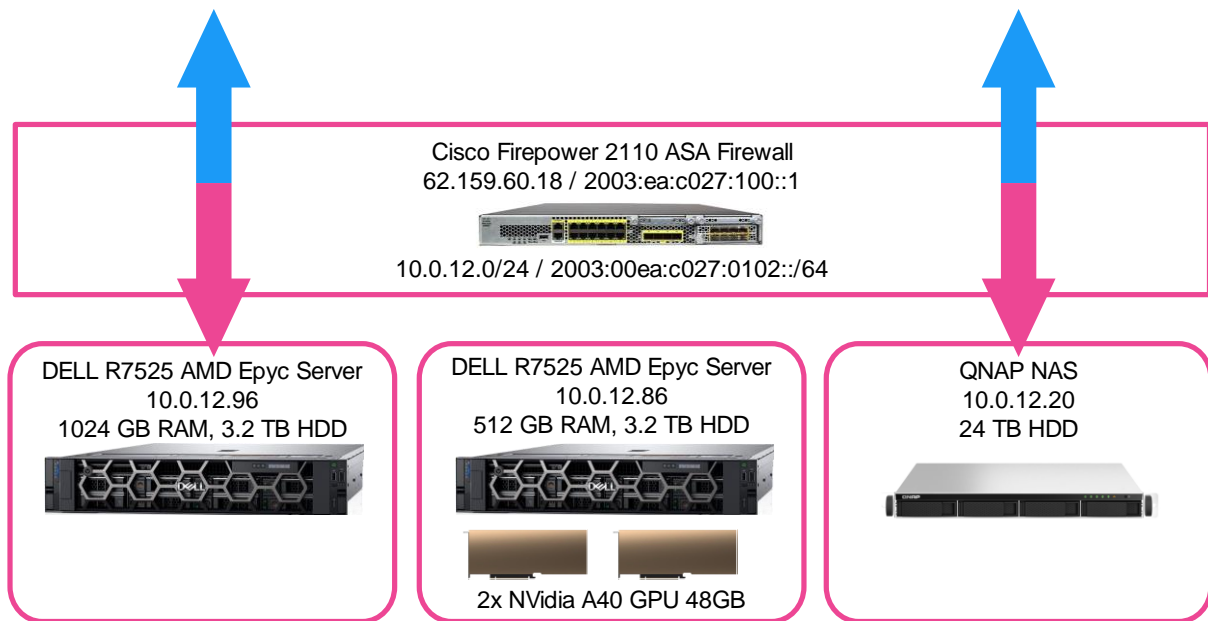 Cisco Firepower 2110 ASA Firewall
62.159.60.18 / 2003:ea:c027:100::1
10.0.12.0/24 / 2003:00ea:c027:0102::/64
DELL R7525 AMD Epyc Server
10.0.12.96
1024 GB RAM, 3.2 TB HDD
DELL
DELL R7525 AMD Epyc Server
10.0.12.86
512 GB RAM, 3.2 TB HDD
DELL
2x NVidia A40 GPU 48GB
QNAP NAS
10.0.12.20
24 TB HDD
QNAP